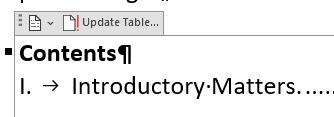 Update Table...
Contents¶
I. → Introductory·Matters......